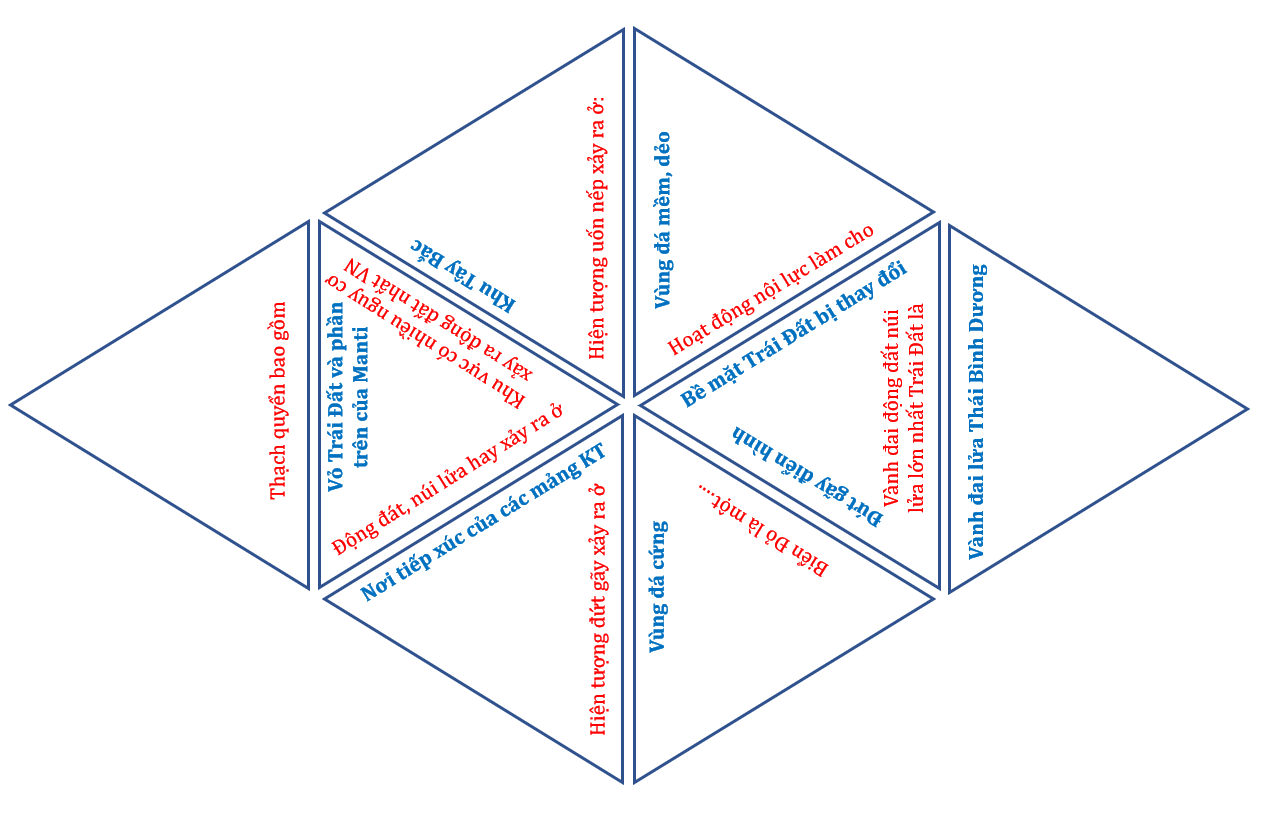 Thạch quyển bao gồm
Vỏ Trái Đất và phần
trên của Manti
Khu vực có nhiều nguy cơ
xảy ra động đất nhất VN
Khu Tây Bắc
Hiện tượng uốn nếp xảy ra ở:
Vùng đá mềm, dẻo
Hoạt động nội lực làm cho
Bề mặt Trái Đất bị thay đổi
Vành đai động đất núi
lửa lớn nhất Trái Đất là
Vành đai lửa Thái Bình Dương
Đứt gãy điển hình
Biển Đỏ là một....
Vùng đá cứng
Hiện tượng đứt gãy xảy ra ở
Nơi tiếp xúc của các mảng KT
Động đát, núi lửa hay xảy ra ở